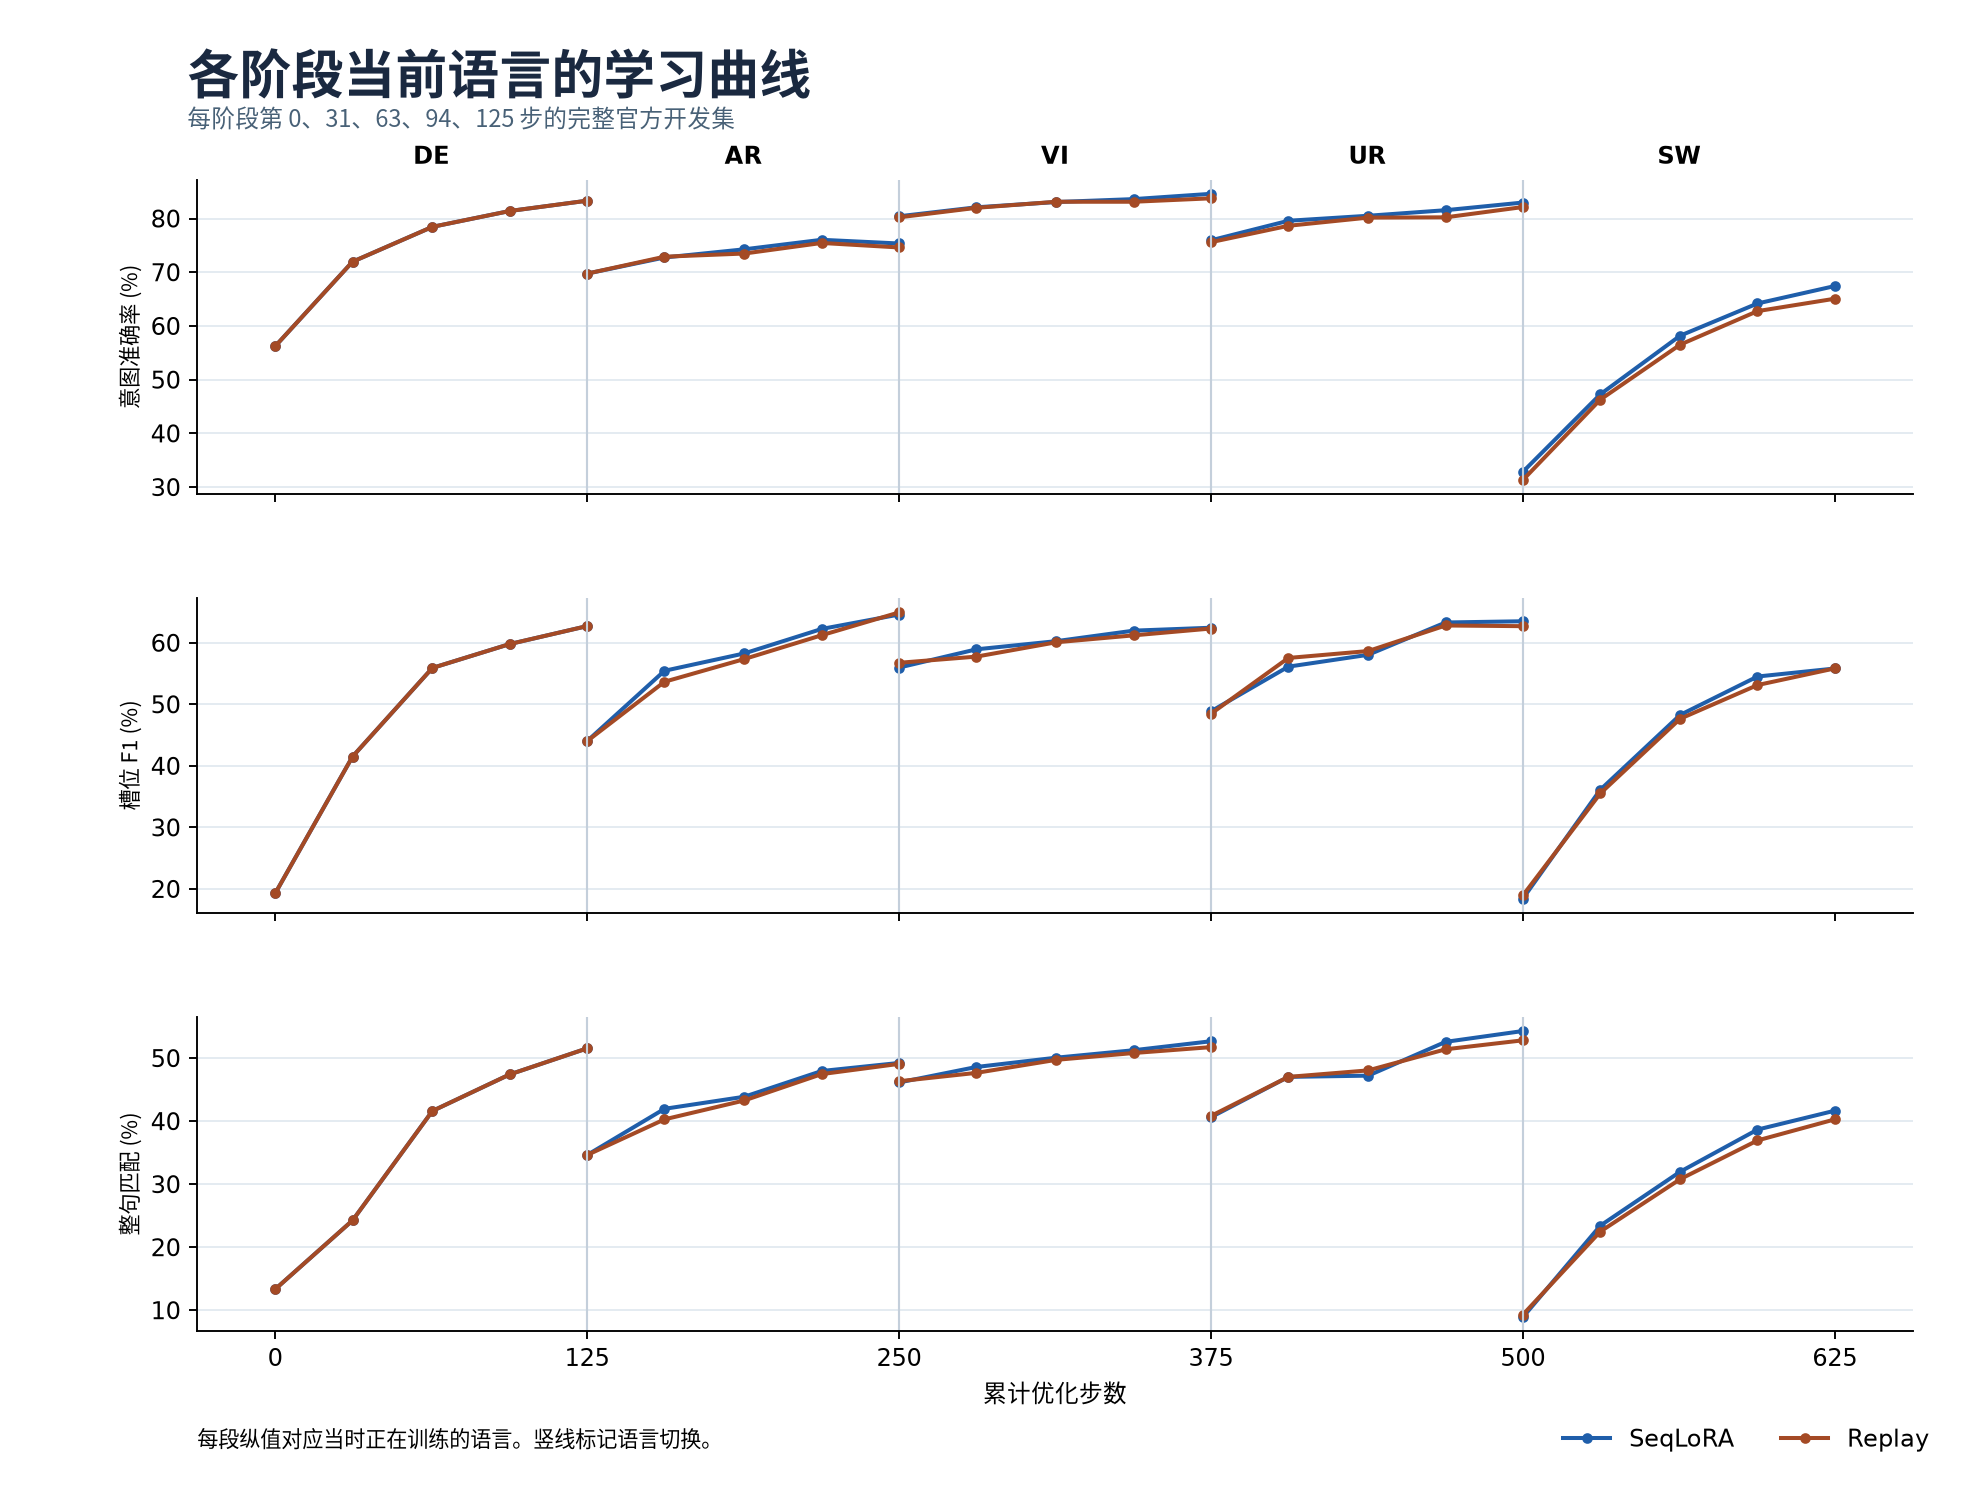 各阶段当前语言的学习曲线
每阶段第 0、31、63、94、125 步的完整官方开发集
DE AR VI UR SW
80
70
60
50
40
30
意图准确率 (%)
60
50
40
30
20
槽位 F1 (%)
50
40
30
20
10
整句匹配 (%)
0 125 250 375 500 625
累计优化步数
每段纵值对应当时正在训练的语言。竖线标记语言切换。
SeqLoRA Replay